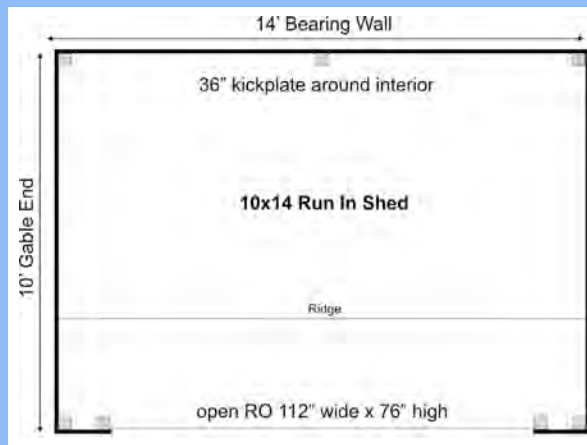 14’ Bearing Wall
36” kickplate around interior
10’ Gable End
10x14 Run In Shed
Ridge
open RO 112” wide x 76” high